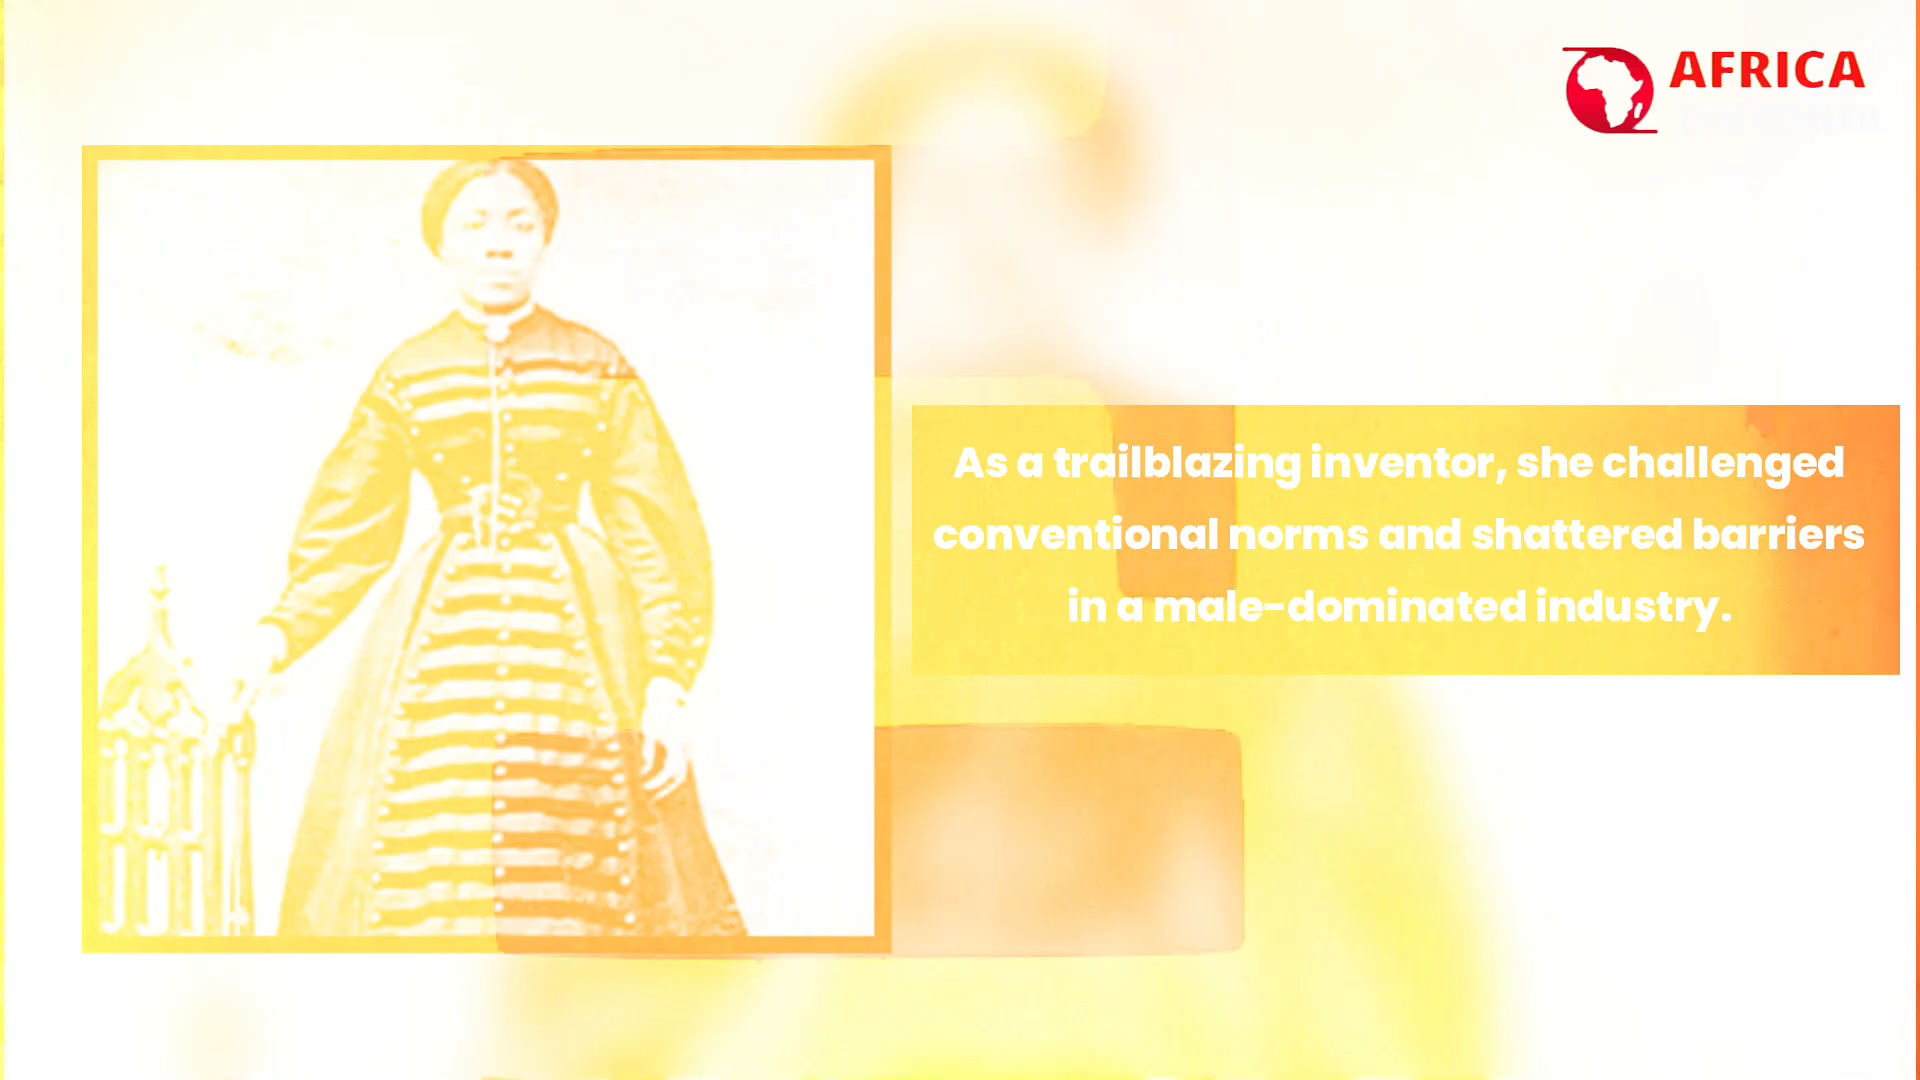 AFRICA
As a trailblazing inventor, she challenged
conventional norms and shattered barriers
in a male-dominated industry.